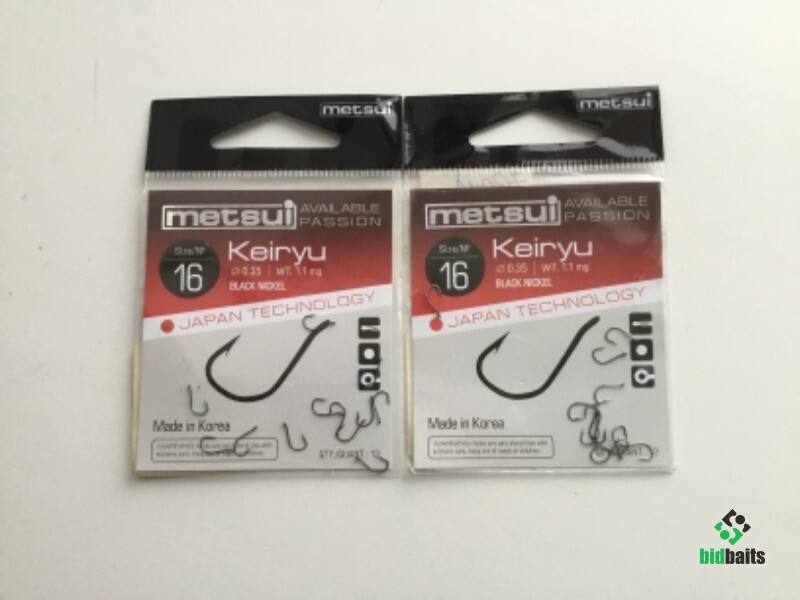 metsui
metsui AVAILABLE
PASSION
Size/№
16
Keiryu
Ø 0.35 | WT. 1.1 mg
BLACK NICKEL
JAPAN TECHNOLOGY
Made in Korea
QTY./QUANT.:
metsui
metsui AVAILABLE
PASSION
Size/№
16
Keiryu
Ø 0.35 | WT. 1.1 mg
BLACK NICKEL
JAPAN TECHNOLOGY
Made in Korea
bidbaits